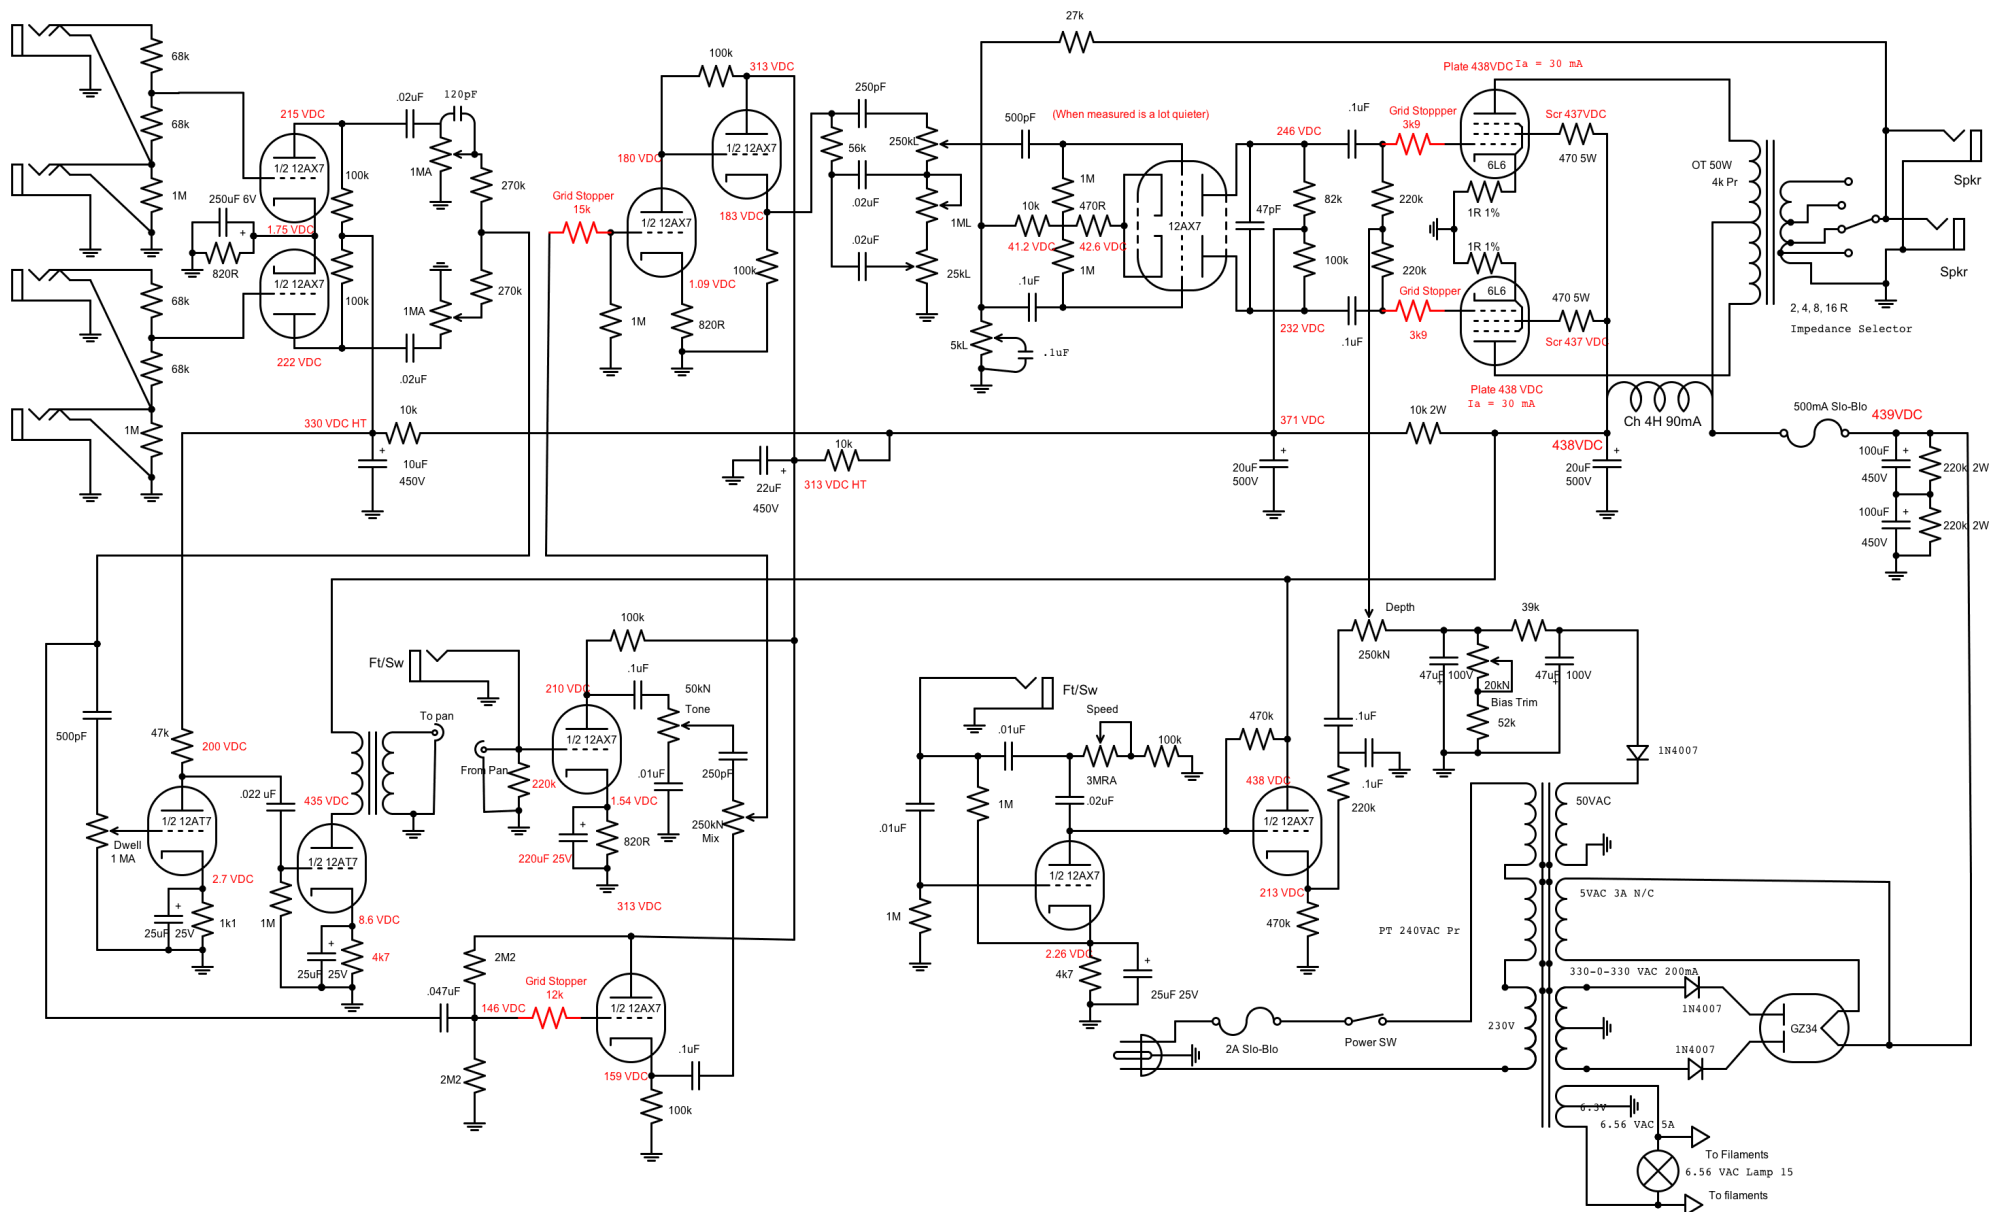 27k
68k
68k
1M
68k
68k
1M
215 VDC
1/2 12AX7
250uF 6V
+
1.75 VDC
820R
1/2 12AX7
222 VDC
.02uF
120pF
1MA
100k
270k
1MA
100k
270k
.02uF
330 VDC HT
10k
+
10uF
450V
100k
313 VDC
1/2 12AX7
180 VDC
Grid Stopper
15k
1/2 12AX7
183 VDC
1.09 VDC
100k
1M
820R
250pF
56k
250kL
.02uF
1ML
.02uF
25kL
22uF
+
450V
10k
313 VDC HT
500pF
(When measured is a lot quieter)
1M
10k
470R
41.2 VDC
42.6 VDC
1M
.1uF
5kL
.1uF
12AX7
47pF
246 VDC
82k
100k
232 VDC
.1uF
.1uF
220k
220k
Grid Stoppper
3k9
Grid Stopper
3k9
Plate 438VDC
Ia = 30 mA
6L6
1R 1%
1R 1%
6L6
Plate 438 VDC
Ia = 30 mA
Scr 437VDC
470 5W
470 5W
Scr 437 VDC
OT 50W
4k Pr
Spkr
Spkr
2, 4, 8, 16 R
Impedance Selector
371 VDC
+
20uF
500V
10k 2W
Ch 4H 90mA
438VDC
+
20uF
500V
500mA Slo-Blo
439VDC
100uF
+
450V
220k 2W
100uF
+
450V
220k 2W
500pF
47k
200 VDC
1/2 12AT7
Dwell
1 MA
2.7 VDC
+
25uF 25V
1k1
.022 uF
435 VDC
1/2 12AT7
1M
8.6 VDC
+
25uF 25V
4k7
To pan
Ft/Sw
From Pan
220k
100k
.1uF
210 VDC
1/2 12AX7
50kN
Tone
.01uF
250pF
1.54 VDC
+
820R
220uF 25V
250kN
Mix
313 VDC
2M2
.047uF
146 VDC
Grid Stopper
12k
1/2 12AX7
2M2
159 VDC
.1uF
100k
Ft/Sw
.01uF
Speed
3MRA
100k
1M
.02uF
.01uF
1/2 12AX7
1M
2.26 VDC
4k7
+
25uF 25V
470k
438 VDC
1/2 12AX7
213 VDC
470k
Depth
250kN
.1uF
.1uF
220k
39k
47uF 100V
+
20kN
Bias Trim
52k
47uF 100V
+
1N4007
50VAC
5VAC 3A N/C
PT 240VAC Pr
330-0-330 VAC 200mA
1N4007
230V
1N4007
GZ34
2A Slo-Blo
Power SW
6.3V
6.56 VAC 5A
To Filaments
6.56 VAC Lamp 15
To filaments